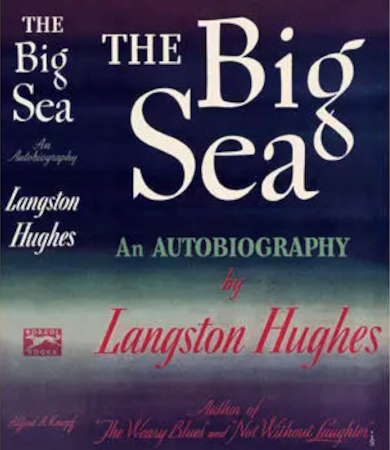 THE
Big
Sea
An
Autobiography
Langston
Hughes
BORZOI
BOOKS
Alfred A. Knopf
THE Big
Sea
An AUTOBIOGRAPHY
by
Langston Hughes
Author of
"The Weary Blues" and "Not Without Laughter"